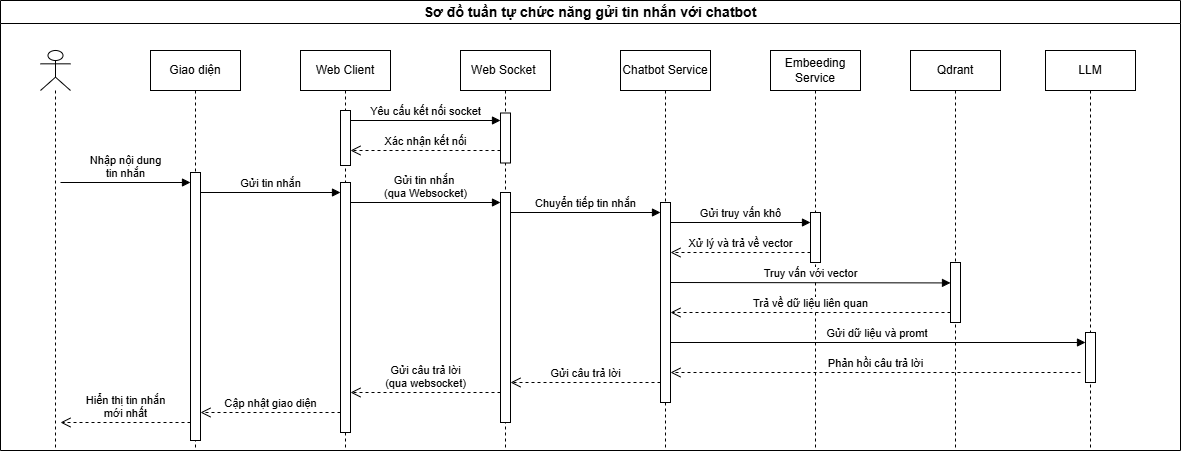 Sơ đồ tuần tự chức năng gửi tin nhắn với chatbot
Giao diện
Web Client
Web Socket
Chatbot Service
Embeeding
Service
Qdrant
LLM
Yêu cấu kết nối socket
Xác nhận kết nối
Nhập nội dung
tin nhắn
Gửi tin nhắn
Gửi tin nhắn
(qua Websocket)
Chuyển tiếp tin nhắn
Gửi truy vấn khô
Xử lý và trả về vector
Truy vấn với vector
Trả về dữ liệu liên quan
Gửi dữ liệu và promt
Phản hồi câu trả lời
Gửi câu trả lời
Gửi câu trả lời
(qua websocket)
Cập nhật giao diện
Hiển thị tin nhắn
mới nhất